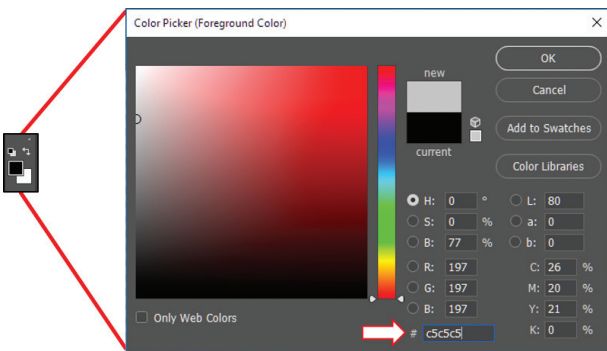 Color Picker (Foreground Color)
new
current
OK
Cancel
Add to Swatches
Color Libraries
H: 0 °
S: 0 %
B: 77 %
R: 197
G: 197
B: 197
# c5c5c5
L: 80
a: 0
b: 0
C: 26 %
M: 20 %
Y: 21 %
K: 0 %
Only Web Colors